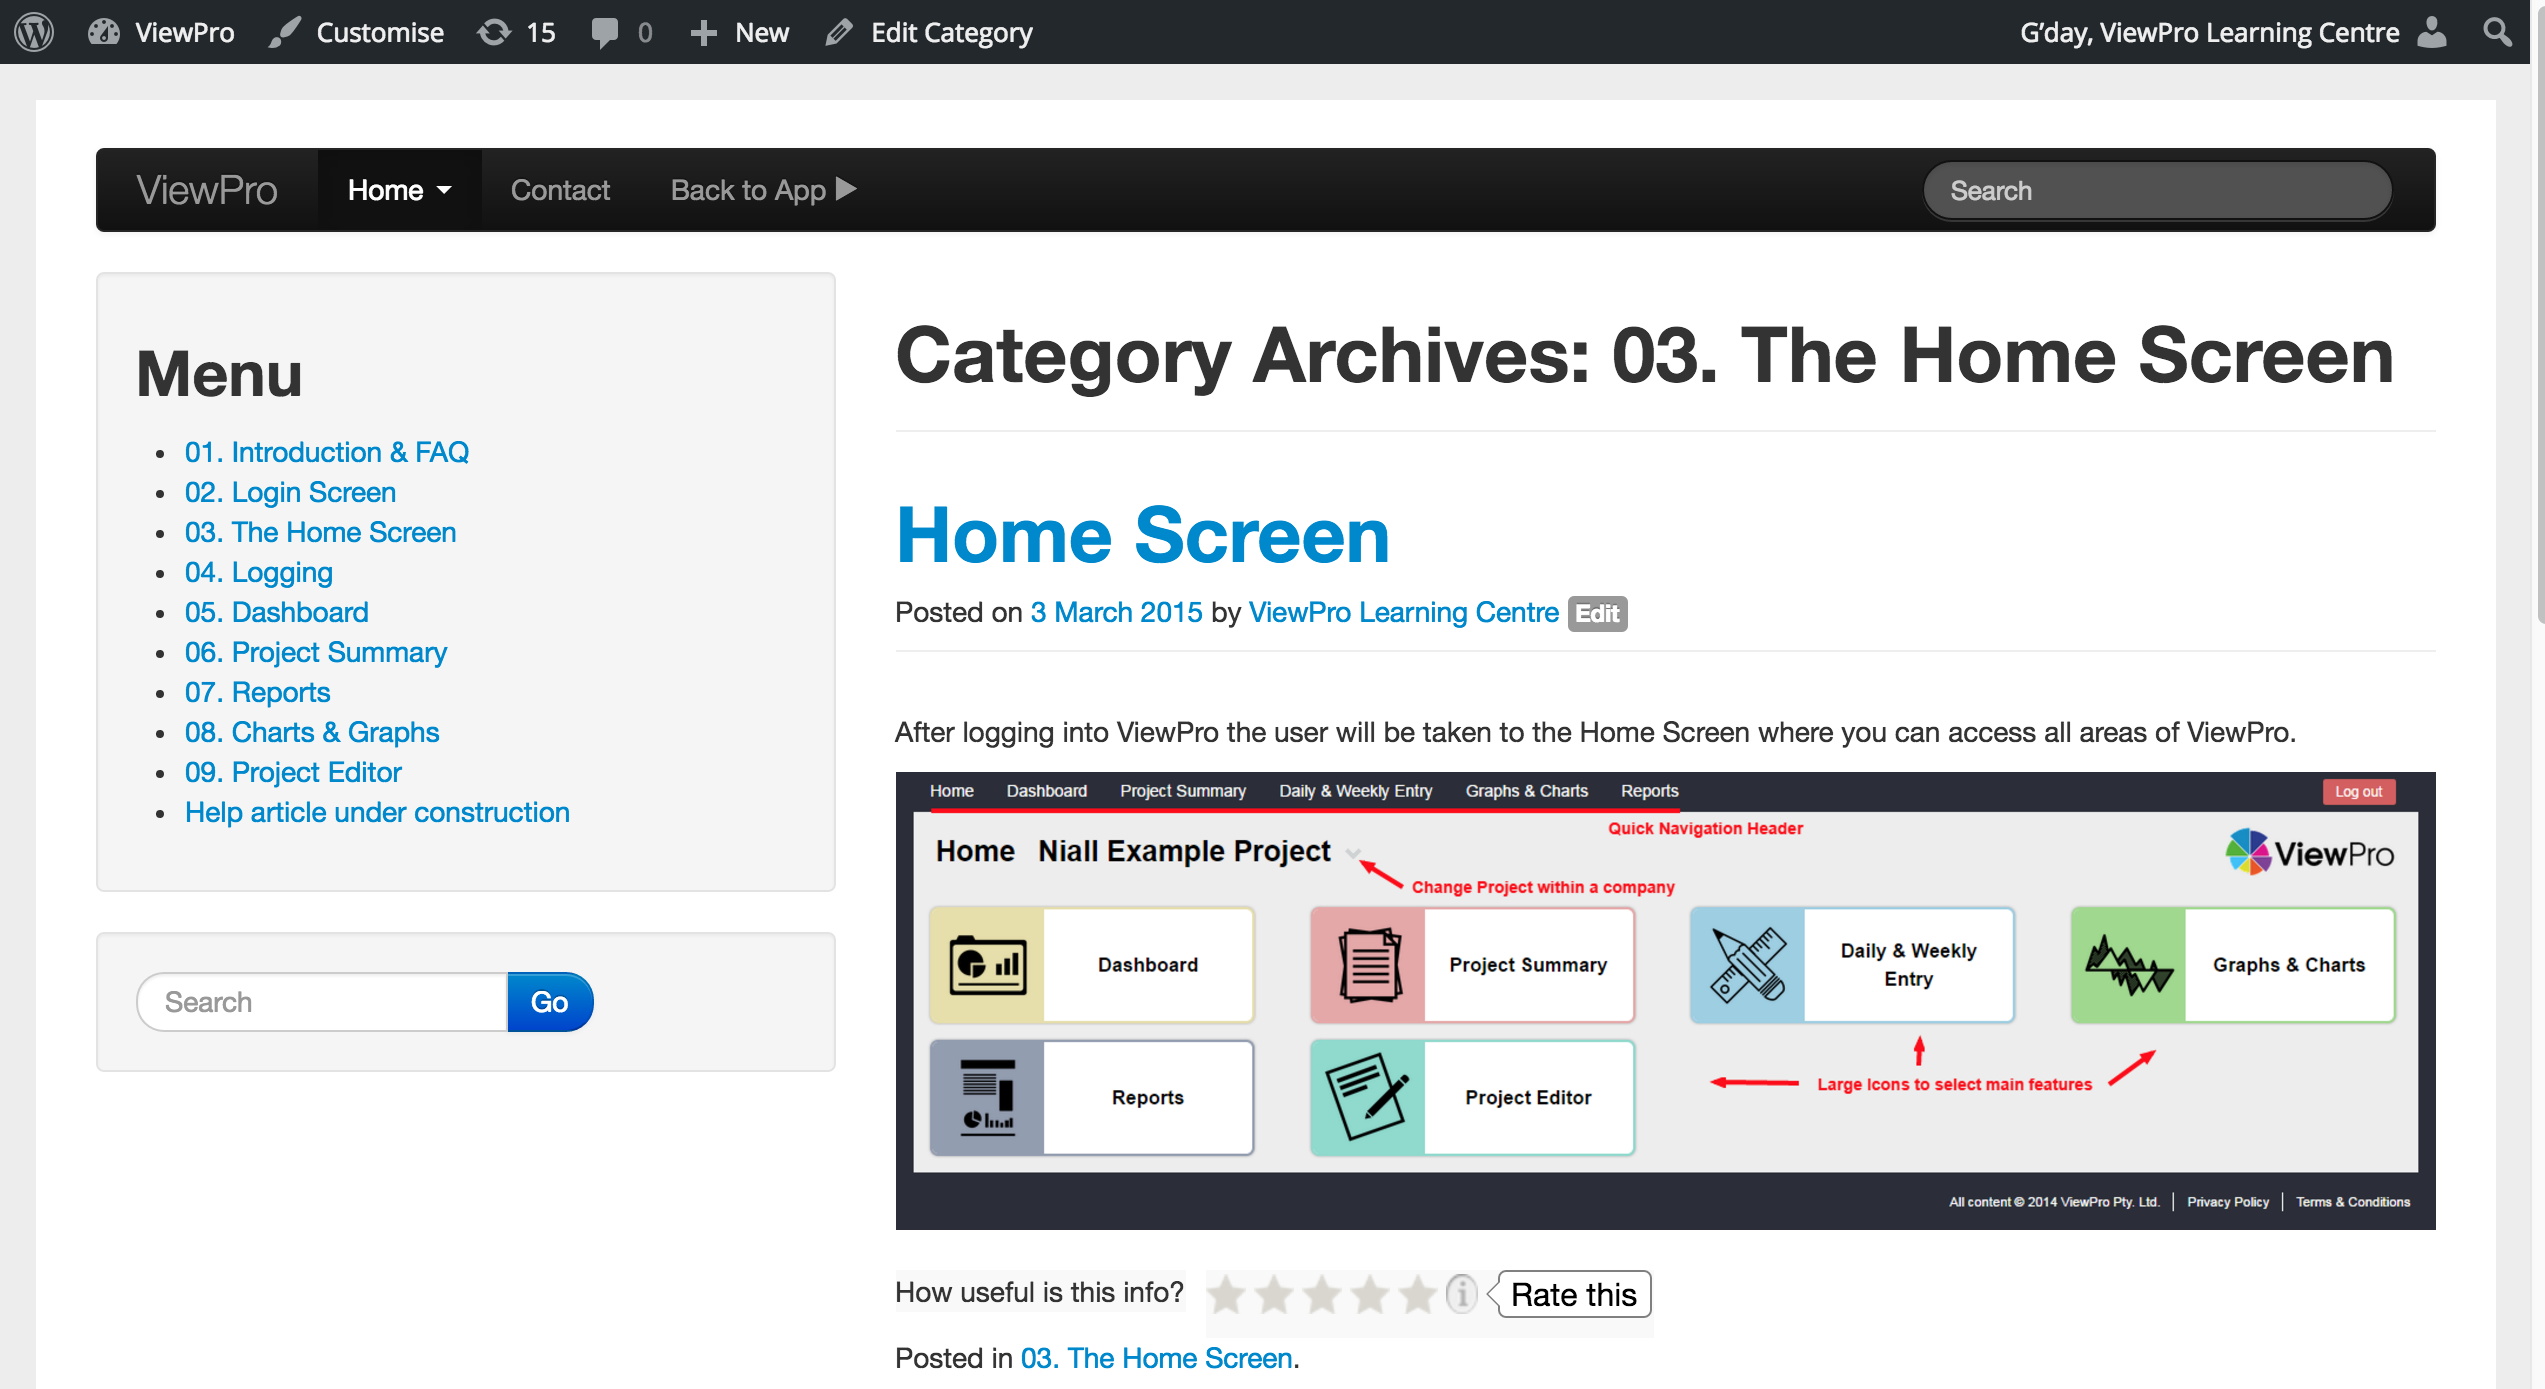 ViewPro Customise 15 0 New Edit Category G'day, ViewPro Learning Centre
ViewPro Home Contact Back to App Search
Menu
01. Introduction & FAQ
02. Login Screen
03. The Home Screen
04. Logging
05. Dashboard
06. Project Summary
07. Reports
08. Charts & Graphs
09. Project Editor
Help article under construction
Search Go
Category Archives: 03. The Home Screen
Home Screen
Posted on 3 March 2015 by ViewPro Learning Centre Edit
After logging into ViewPro the user will be taken to the Home Screen where you can access all areas of ViewPro.
Home Dashboard Project Summary Daily & Weekly Entry Graphs & Charts Reports Log out
Quick Navigation Header
Home Niall Example Project ViewPro
Change Project within a company
Dashboard
Project Summary
Daily & Weekly
Entry
Graphs & Charts
Reports
Project Editor
Large Icons to select main features
All content © 2014 ViewPro Pty. Ltd. | Privacy Policy | Terms & Conditions
How useful is this info? Rate this
Posted in 03. The Home Screen.